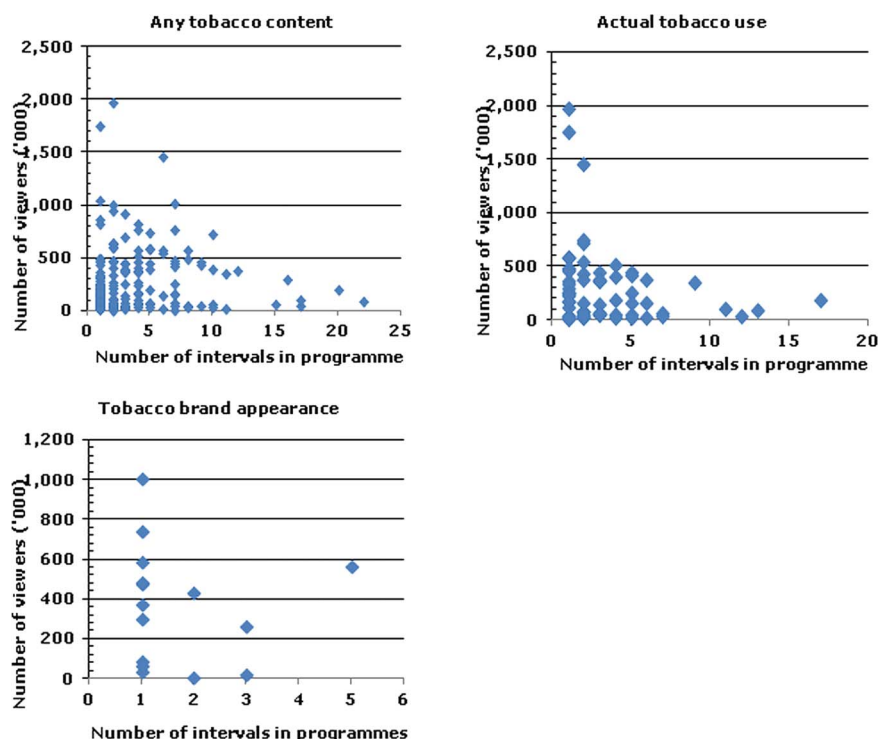 Any tobacco content
2,500
2,000
1,500
1,000
500
0
Number of viewers ('000)
0 5 10 15 20 25
Number of intervals in programme
Actual tobacco use
2,500
2,000
1,500
1,000
500
0
Number of viewers ('000)
0 5 10 15 20
Number of intervals in programme
Tobacco brand appearance
1,200
1,000
800
600
400
200
0
Number of viewers ('000)
0 1 2 3 4 5 6
Number of intervals in programmes